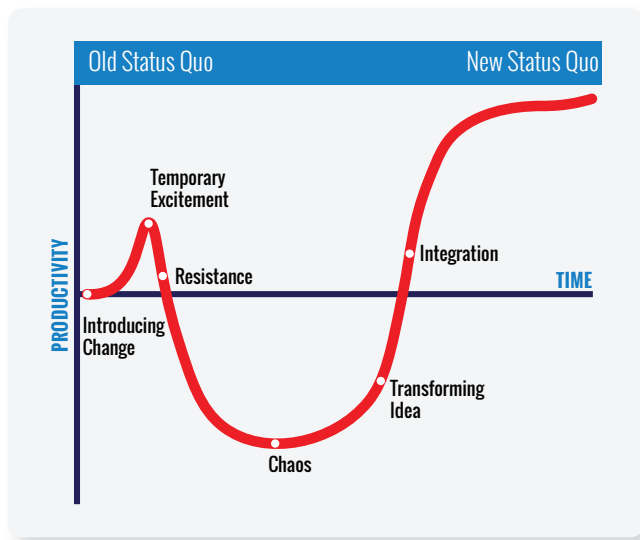 Old Status Quo
New Status Quo
Temporary
Excitement
Resistance
Integration
TIME
PRODUCTIVITY
Introducing
Change
Transforming
Idea
Chaos